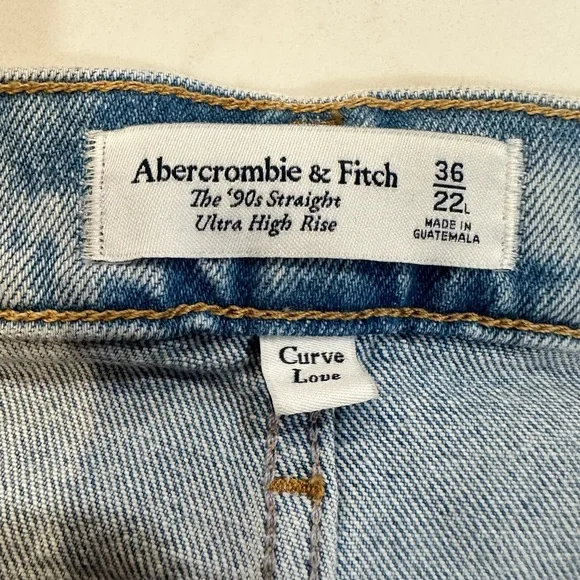 Abercrombie & Fitch
The '90s Straight
Ultra High Rise
36
22L
MADE IN
GUATEMALA
Curve
Love